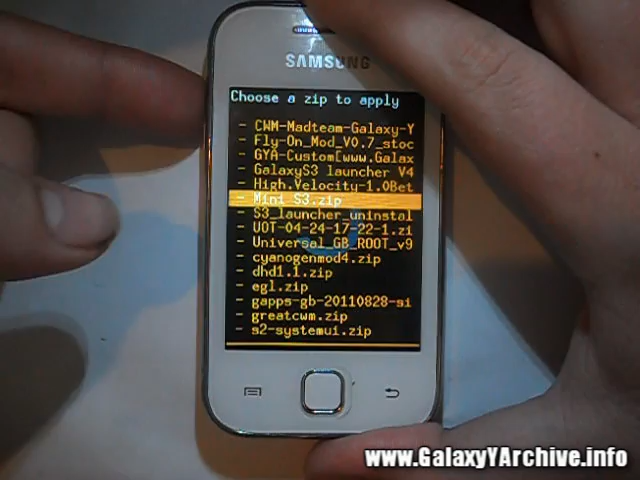 SAMSUNG
Choose a zip to apply
- CWM-Madteam-Galaxy-Y
- Fly-On_Mod_V0.7_stoc
- GYA-Custom[www.Galax
- GalaxyS3 launcher V4
- High.Velocity-1.0Bet
- Mini S3.zip
- S3_launcher_uninstal
- UOT-04-24-17-22-1.zi
- Universal_GB_ROOT_v9
- cyanogenmod4.zip
- dhd1.1.zip
- egl.zip
- gapps-gb-20110828-si
- greatcwm.zip
- s2-systemui.zip
www.GalaxyYArchive.info